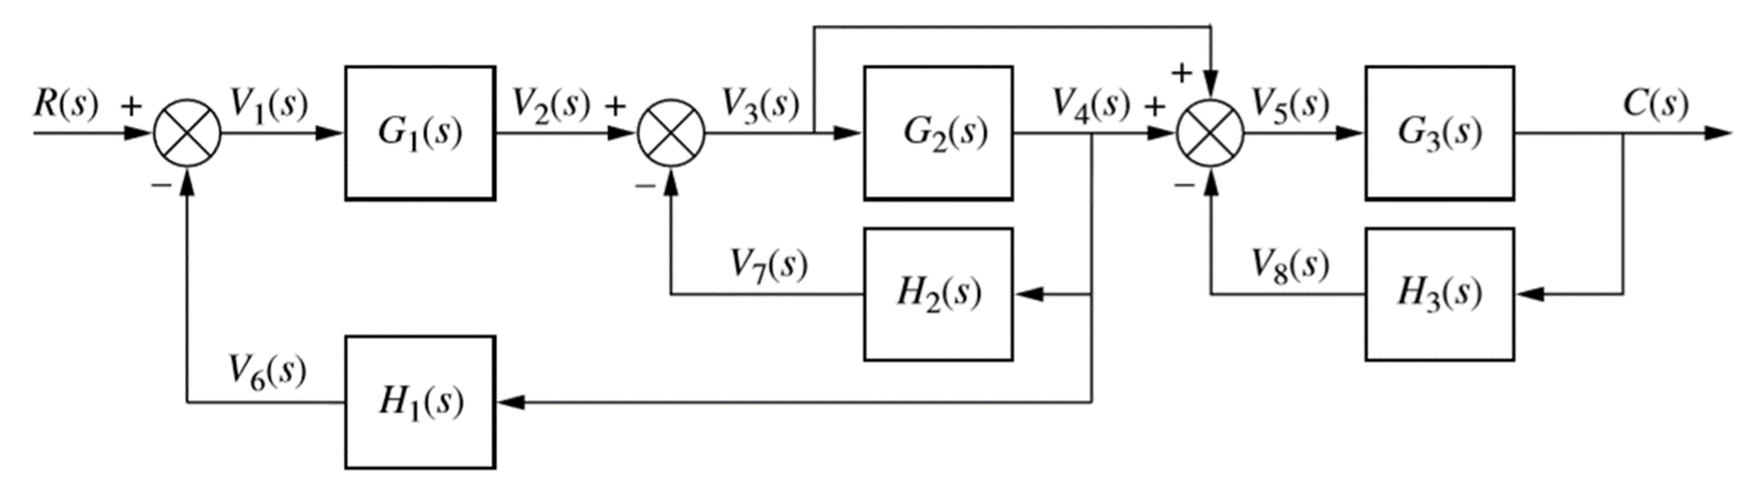 +
R(s) + V₁(s) G₁(s) V₂(s) + V₃(s) G₂(s) V₄(s) + V₅(s) G₃(s) C(s)
− − −
V₇(s) H₂(s) V₈(s) H₃(s)
V₆(s) H₁(s)